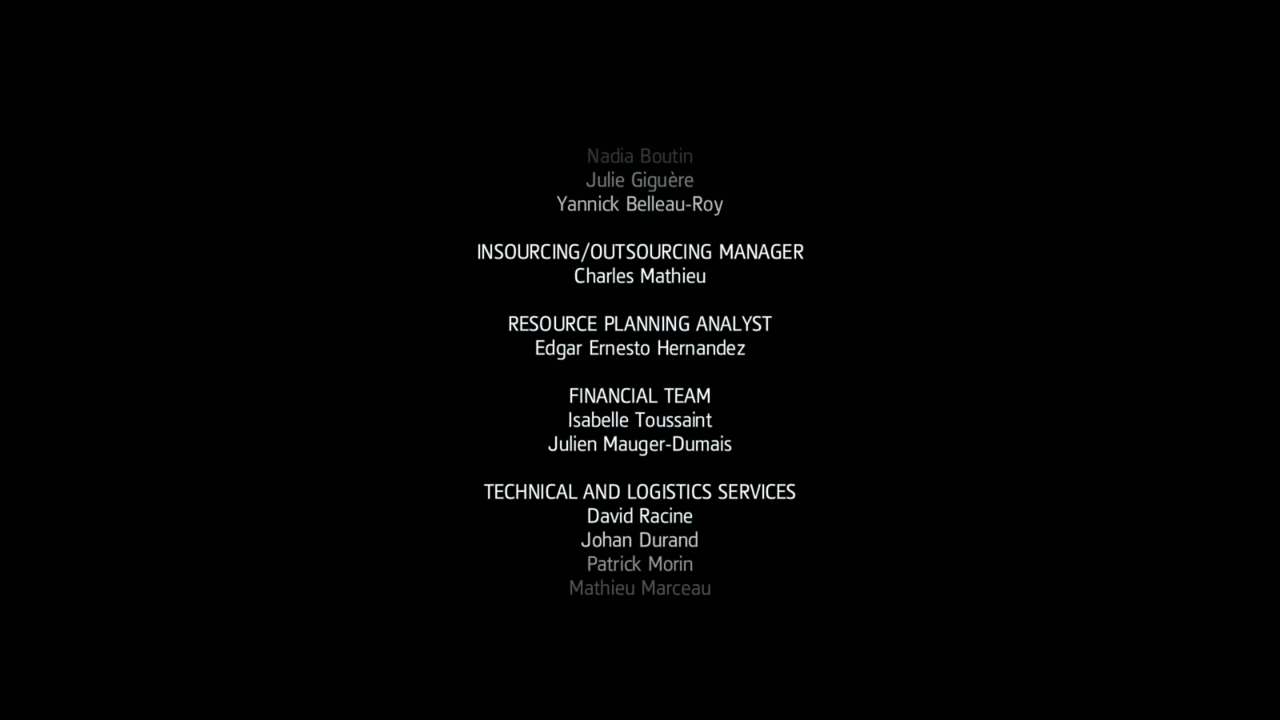 Nadia Boutin
Julie Giguère
Yannick Belleau-Roy
INSOURCING/OUTSOURCING MANAGER
Charles Mathieu
RESOURCE PLANNING ANALYST
Edgar Ernesto Hernandez
FINANCIAL TEAM
Isabelle Toussaint
Julien Mauger-Dumais
TECHNICAL AND LOGISTICS SERVICES
David Racine
Johan Durand
Patrick Morin
Mathieu Marceau